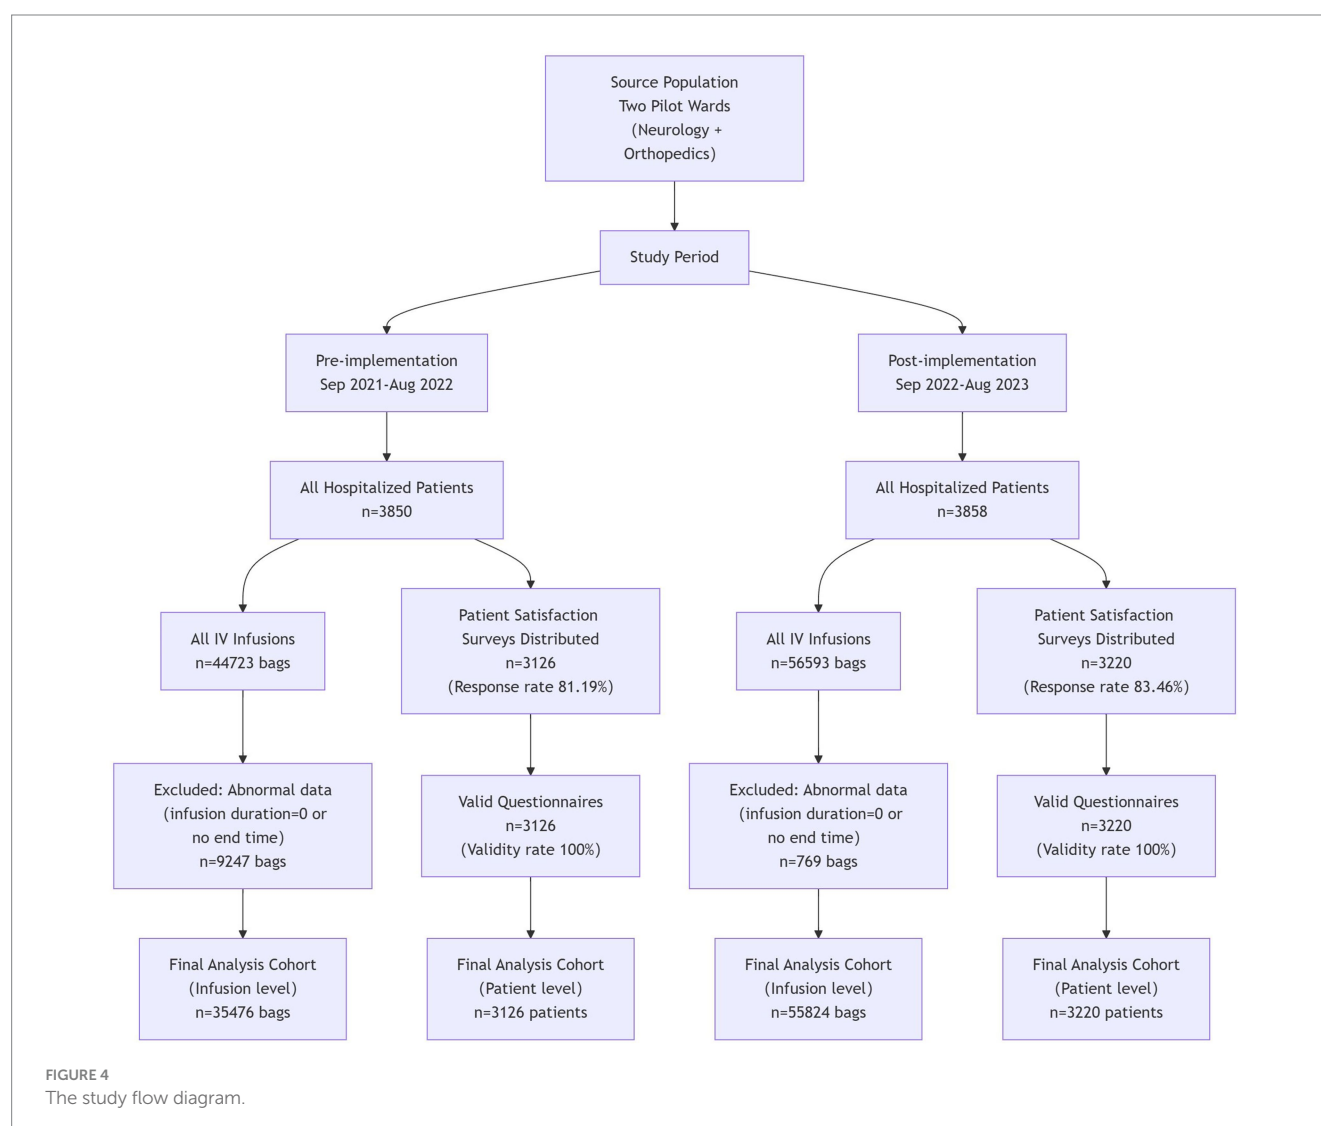 Source Population
Two Pilot Wards
(Neurology +
Orthopedics)
Study Period
Pre-implementation
Sep 2021-Aug 2022
Post-implementation
Sep 2022-Aug 2023
All Hospitalized Patients
n=3850
All Hospitalized Patients
n=3858
All IV Infusions
n=44723 bags
Patient Satisfaction
Surveys Distributed
n=3126
(Response rate 81.19%)
All IV Infusions
n=56593 bags
Patient Satisfaction
Surveys Distributed
n=3220
(Response rate 83.46%)
Excluded: Abnormal data
(infusion duration=0 or
no end time)
n=9247 bags
Valid Questionnaires
n=3126
(Validity rate 100%)
Excluded: Abnormal data
(infusion duration=0 or
no end time)
n=769 bags
Valid Questionnaires
n=3220
(Validity rate 100%)
Final Analysis Cohort
(Infusion level)
n=35476 bags
Final Analysis Cohort
(Patient level)
n=3126 patients
Final Analysis Cohort
(Infusion level)
n=55824 bags
Final Analysis Cohort
(Patient level)
n=3220 patients
FIGURE 4
The study flow diagram.